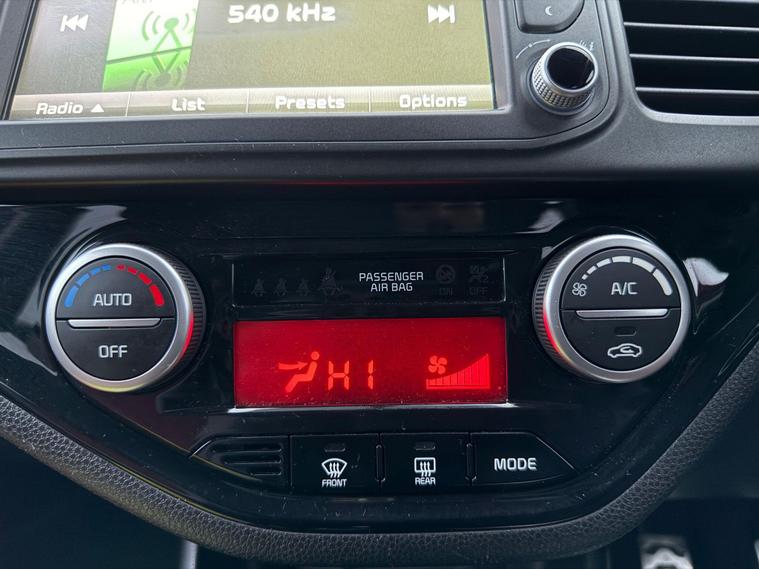 540 kHz
Radio List Presets Options
PASSENGER
AIR BAG ON OFF
AUTO
OFF
HI
A/C
FRONT REAR MODE